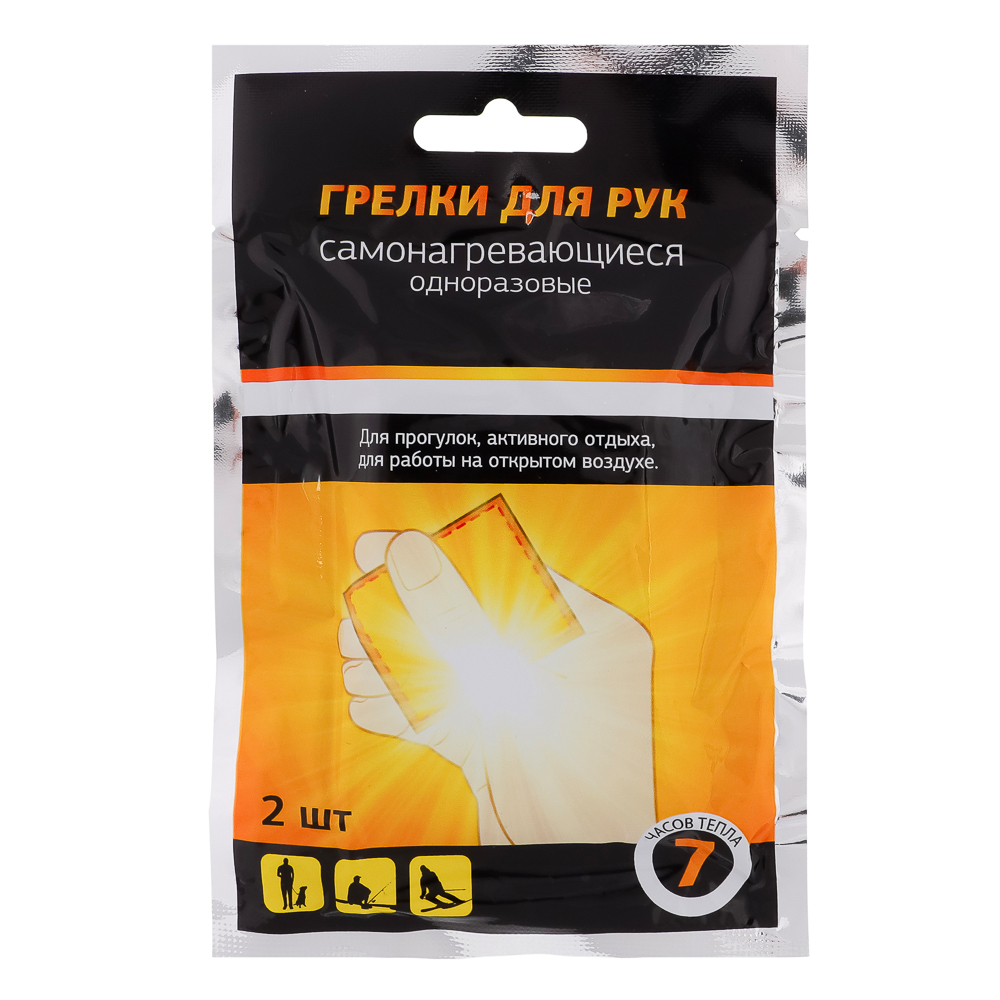 ГРЕЛКИ ДЛЯ РУК
самонагревающиеся
одноразовые
Для прогулок, активного отдыха,
для работы на открытом воздухе.
2 шт
ЧАСОВ ТЕПЛА
7